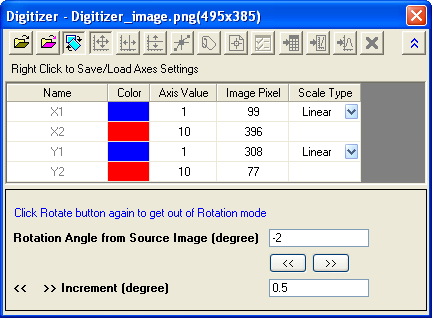 Digitizer - Digitizer_image.png(495x385)
Right Click to Save/Load Axes Settings
Name Color Axis Value Image Pixel Scale Type
X1 1 99 Linear
X2 10 396
Y1 1 308 Linear
Y2 10 77
Click Rotate button again to get out of Rotation mode
Rotation Angle from Source Image (degree) -2
<< >>
<< >> Increment (degree) 0.5